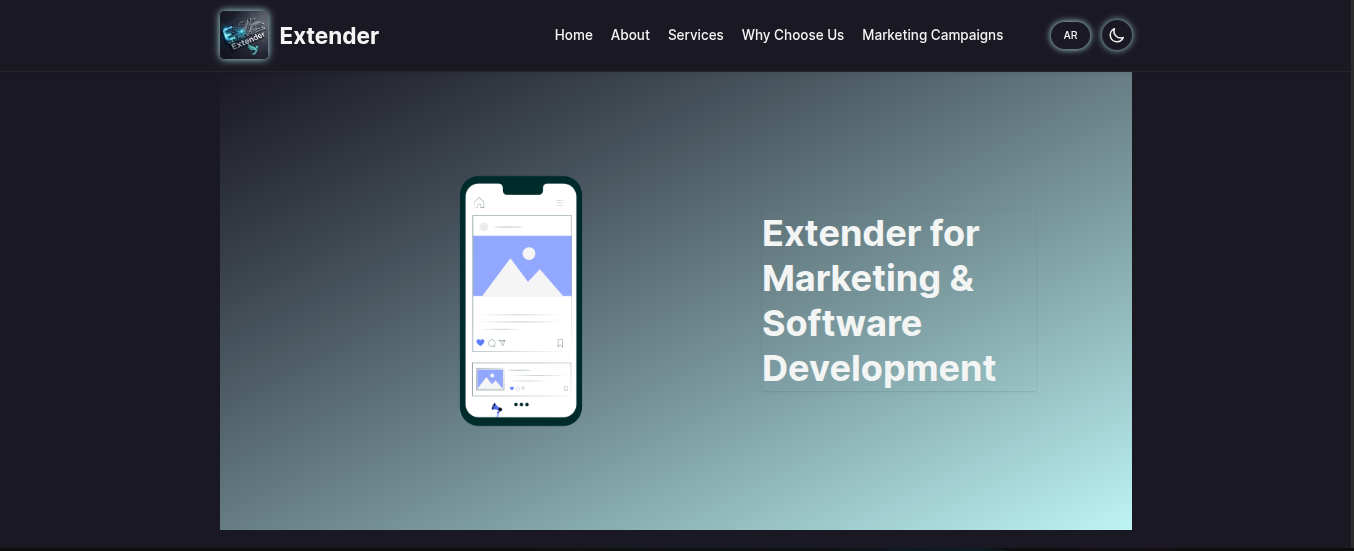 Extender
Extender
Home About Services Why Choose Us Marketing Campaigns AR
Extender for
Marketing &
Software
Development